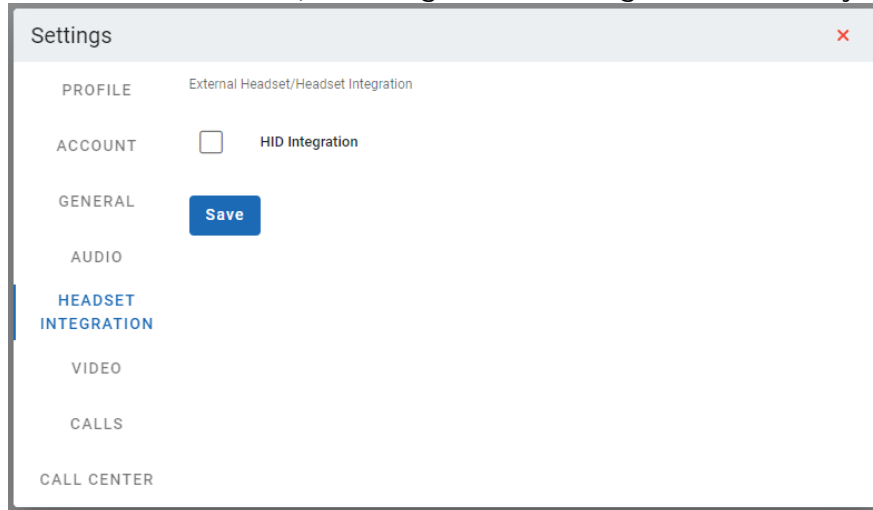 Settings
PROFILE
External Headset/Headset Integration
ACCOUNT
HID Integration
GENERAL
Save
AUDIO
HEADSET
INTEGRATION
VIDEO
CALLS
CALL CENTER